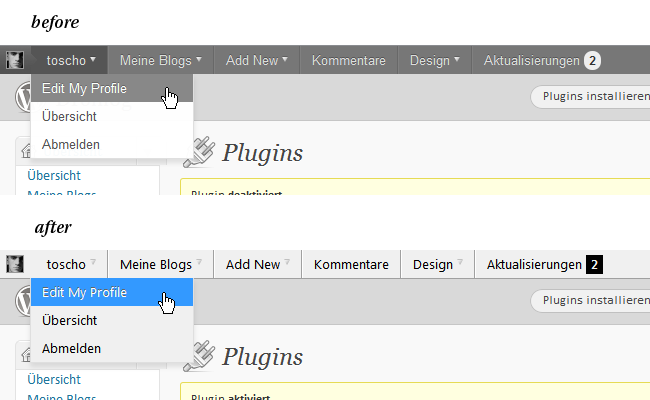 before
toscho Meine Blogs Add New Kommentare Design Aktualisierungen 2
Edit My Profile
Plugins installieren
Übersicht
Abmelden
Plugins
Übersicht
Meine Blogs
Plugin deaktiviert
after
toscho ? Meine Blogs ? Add New ? Kommentare Design ? Aktualisierungen 2
Edit My Profile
Plugins installieren
Übersicht
Abmelden
Plugins
Übersicht
Meine Blogs
Plugin aktiviert